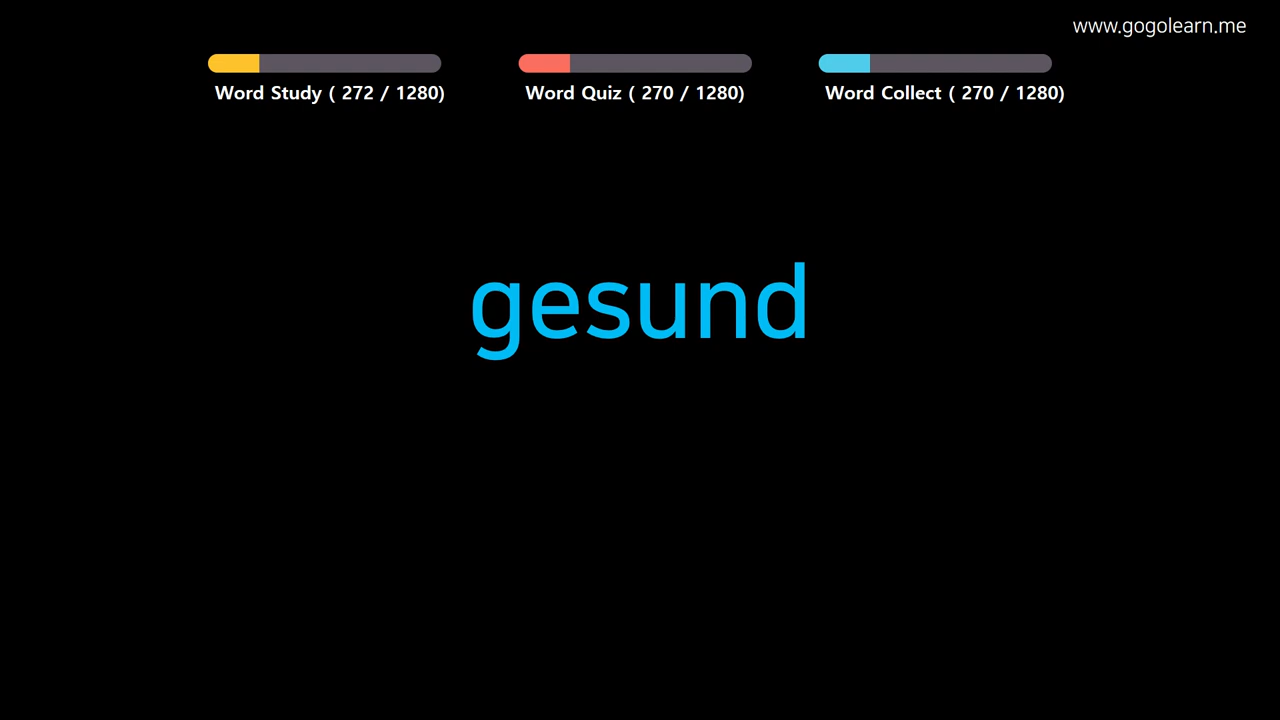 www.gogolearn.me
Word Study ( 272 / 1280)
Word Quiz ( 270 / 1280)
Word Collect ( 270 / 1280)
gesund